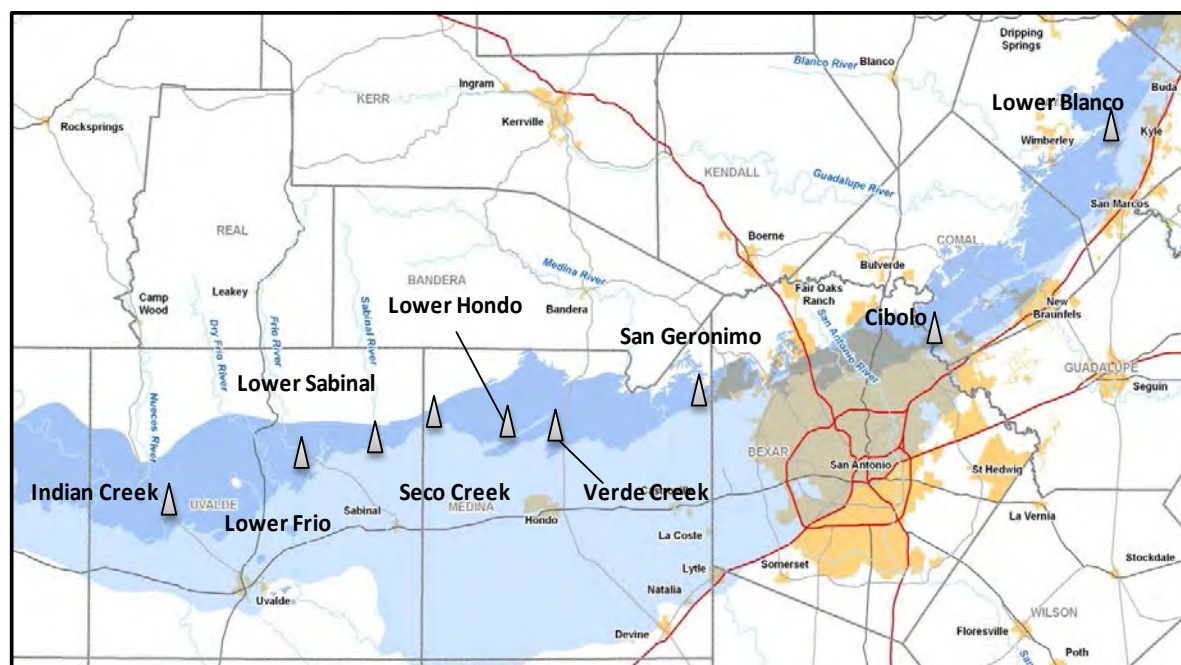 Dripping
Springs
Blanco River
Blanco
Buda
Ingram
KERR
Lower Blanco
Rocksprings
Kerrville
Kyle
Wimberley
KENDALL
Guadalupe River
San Marcos
REAL
Boerne
COMAL
Medina River
Bulverde
BANDERA
Camp
Wood
Leakey
Lower Hondo
Bandera
Fair Oaks
Ranch
New
Braunfels
Dry Frio River
Frio River
Sabinal River
San Geronimo
San Antonio River
Cibolo
GUADALUPE
Seguin
Lower Sabinal
Nueces River
BEXAR
San Antonio
St Hedwig
Indian Creek
UVALDE
Seco Creek
MEDINA
Verde Creek
Lower Frio
Sabinal
Hondo
La Vernia
La Coste
Stockdale
Lytle
Somerset
Natalia
Uvalde
WILSON
Devine
Floresville
Poth